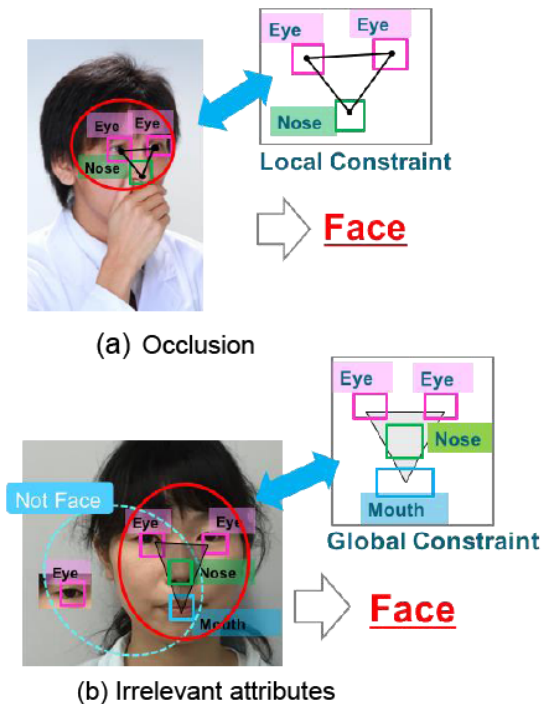 Eye Eye
Nose
Local Constraint
Eye Eye
Nose
Face
(a) Occlusion
Eye Eye
Nose
Mouth
Global Constraint
Not Face
Eye Eye
Eye
Nose
Mouth
Face
(b) Irrelevant attributes